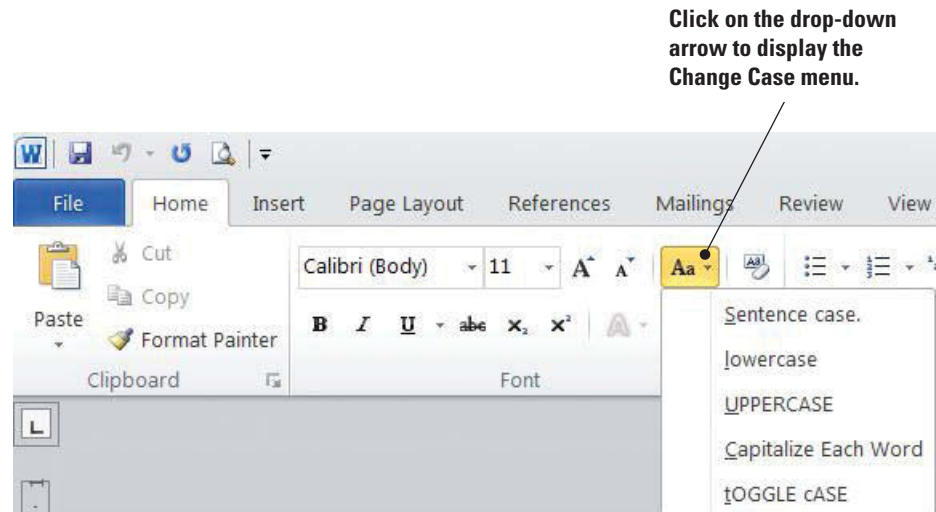 Click on the drop-down
arrow to display the
Change Case menu.
W
File Home Insert Page Layout References Mailings Review View
Cut
Calibri (Body) 11 A A Aa
Copy
Paste
Format Painter
B I U abc x₂ x² A
Clipboard Font
Sentence case.
lowercase
UPPERCASE
Capitalize Each Word
tOGGLE cASE
L